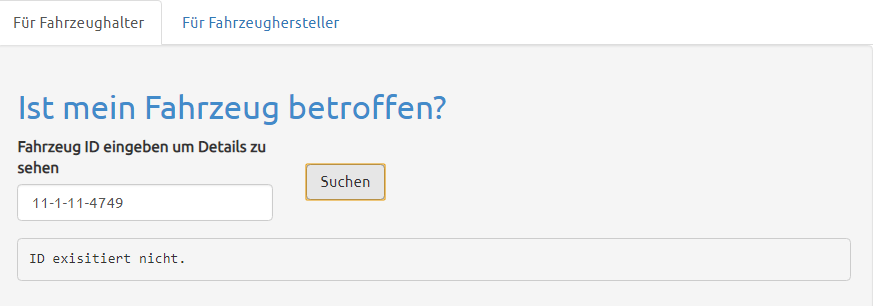 Für Fahrzeughalter Für Fahrzeughersteller
Ist mein Fahrzeug betroffen?
Fahrzeug ID eingeben um Details zu
sehen
Suchen
11-1-11-4749
ID exisitiert nicht.